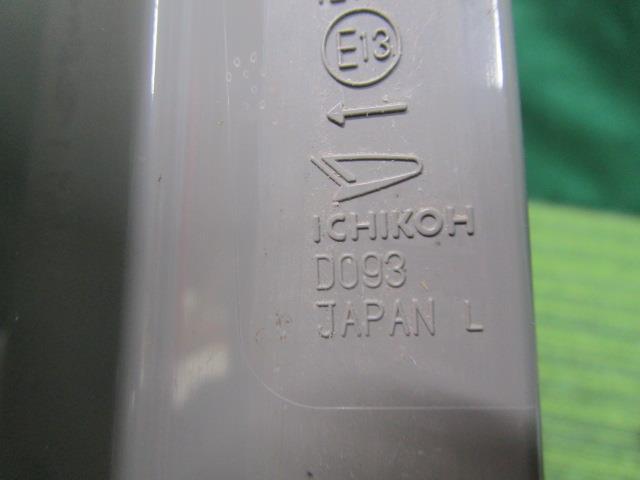 E13
ICHIKOH
D093
JAPAN L